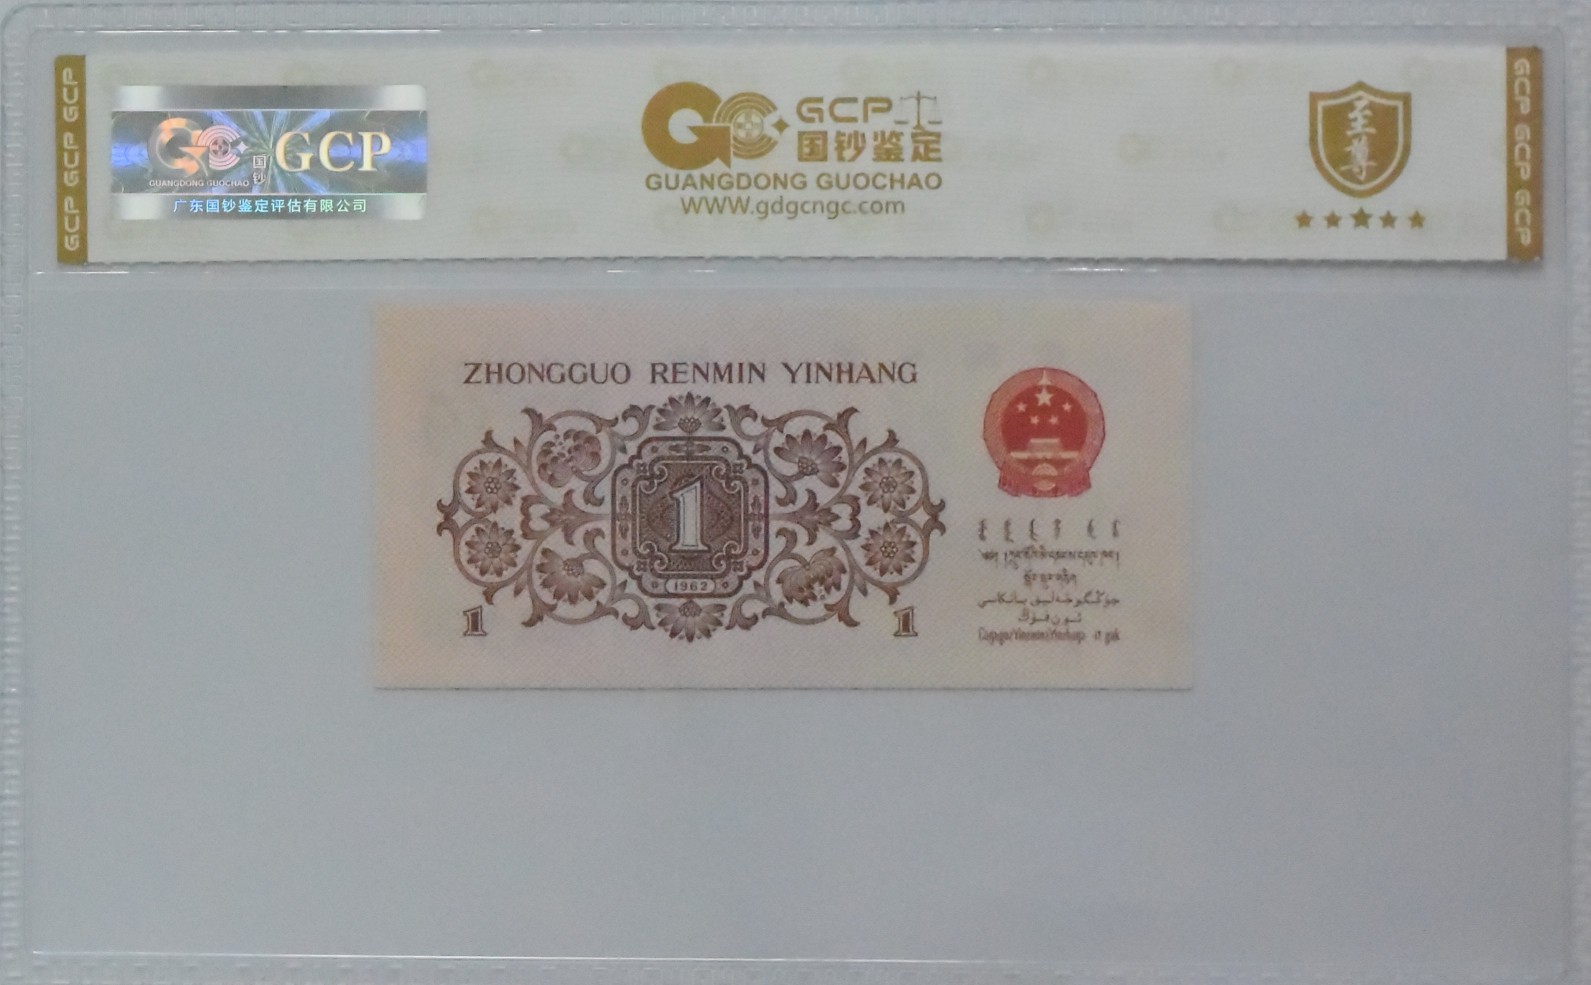 GCP GCP GCP
GCP
国钞
GUANGDONG GUOCHAO
广东国钞鉴定评估有限公司
GCP
国钞鉴定
GUANGDONG GUOCHAO
WWW.gdgcngc.com
至尊
GCP GCP GCP
ZHONGGUO RENMIN YINHANG
1
1962
1
1